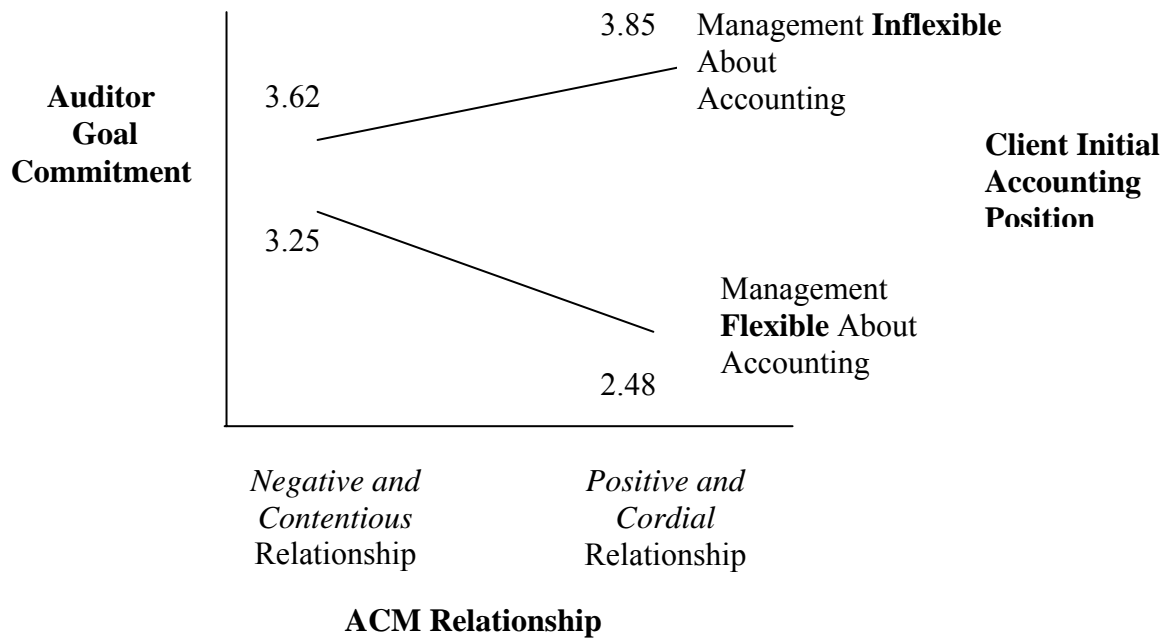 3.85
Management Inflexible
About
Accounting
Auditor
Goal
Commitment
3.62
Client Initial
Accounting
Position
3.25
Management
Flexible About
Accounting
2.48
Negative and
Contentious
Relationship
Positive and
Cordial
Relationship
ACM Relationship